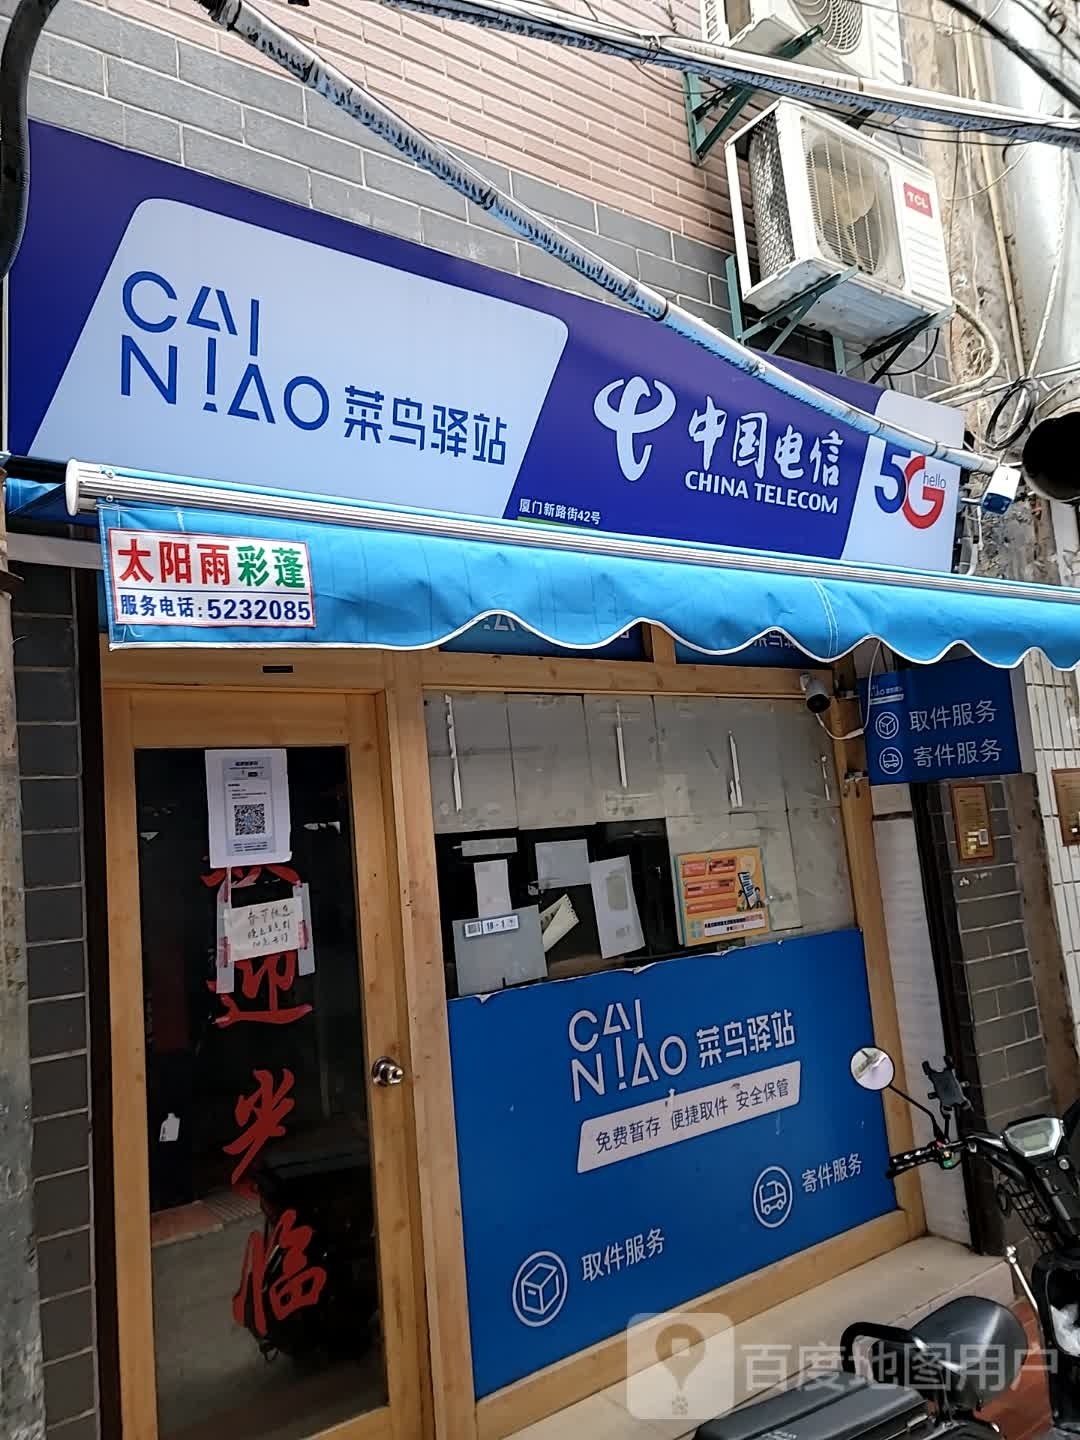 TCL
CAI
NIAO 菜鸟驿站
中国电信
CHINA TELECOM
5G
hello
厦门新路街42号
太阳雨彩蓬
服务电话:5232085
CAI
NIAO
取件服务
寄件服务
欢迎光临
CAI
NIAO 菜鸟驿站
免费暂存 便捷取件 安全保管
寄件服务
取件服务
百度地图用户